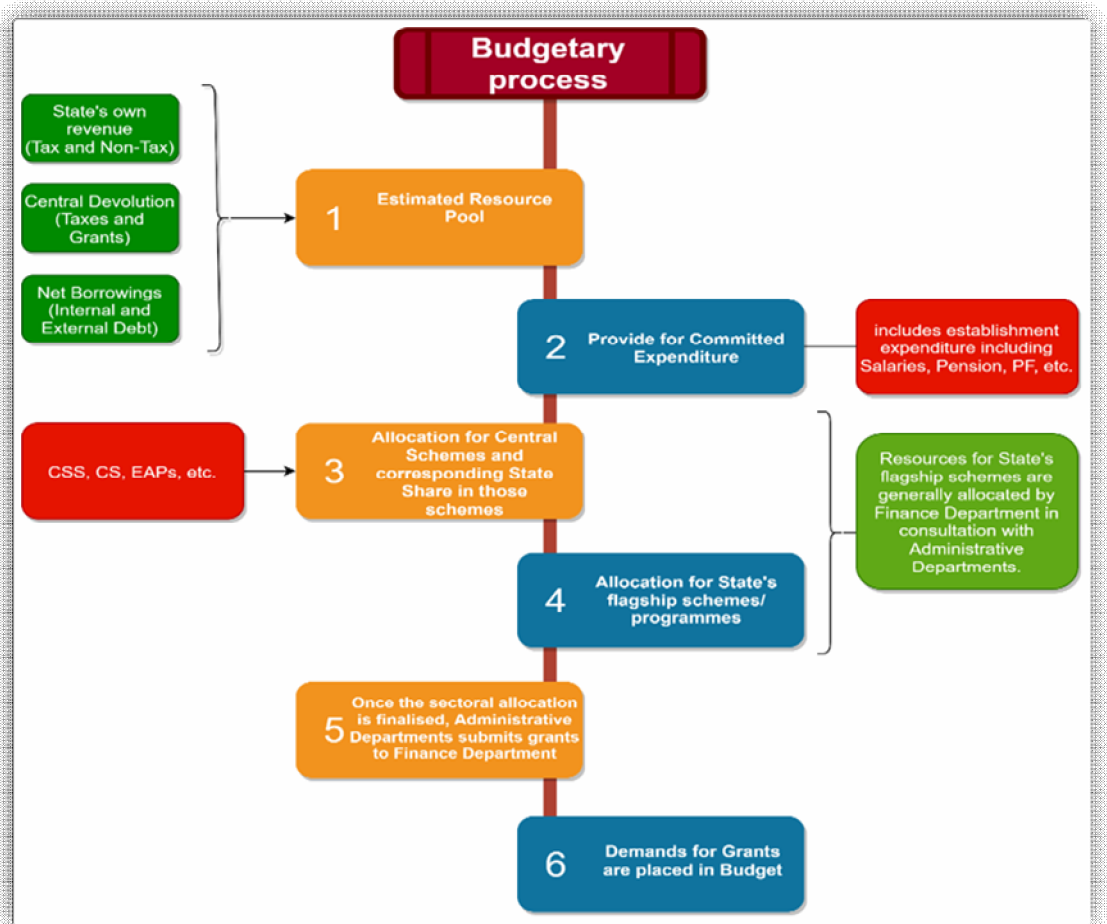 Budgetary
process
State's own
revenue
(Tax and Non-Tax)
Central Devolution
(Taxes and
Grants)
Net Borrowings
(Internal and
External Debt)
1
Estimated Resource
Pool
2
Provide for Committed
Expenditure
includes establishment
expenditure including
Salaries, Pension, PF, etc.
CSS, CS, EAPs, etc.
3
Allocation for Central
Schemes and
corresponding State
Share in those
schemes
4
Allocation for State's
flagship schemes/
programmes
Resources for State's
flagship schemes are
generally allocated by
Finance Department in
consultation with
Administrative
Departments.
5
Once the sectoral allocation
is finalised, Administrative
Departments submits grants
to Finance Department
6
Demands for Grants
are placed in Budget